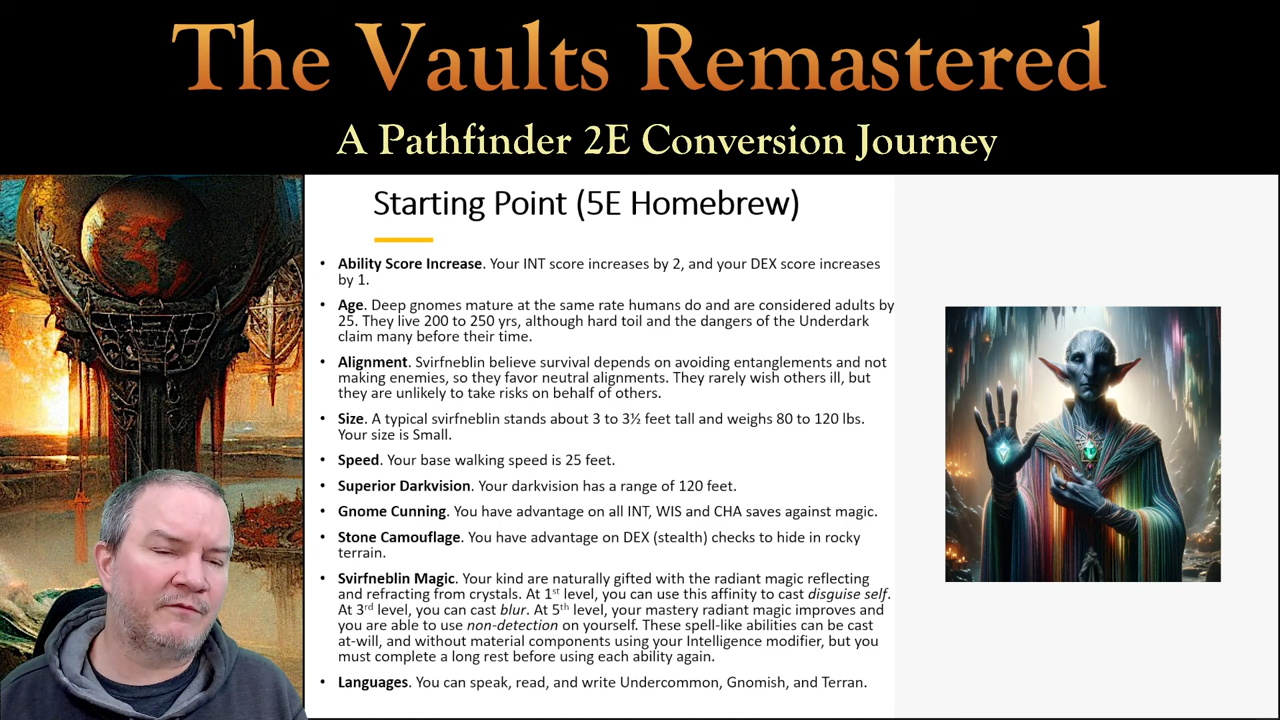 The Vaults Remastered
A Pathfinder 2E Conversion Journey
Starting Point (5E Homebrew)
• Ability Score Increase. Your INT score increases by 2, and your DEX score increases
by 1.
• Age. Deep gnomes mature at the same rate humans do and are considered adults by
25. They live 200 to 250 yrs, although hard toil and the dangers of the Underdark
claim many before their time.
• Alignment. Svirfneblin believe survival depends on avoiding entanglements and not
making enemies, so they favor neutral alignments. They rarely wish others ill, but
they are unlikely to take risks on behalf of others.
• Size. A typical svirfneblin stands about 3 to 3½ feet tall and weighs 80 to 120 lbs.
Your size is Small.
• Speed. Your base walking speed is 25 feet.
• Superior Darkvision. Your darkvision has a range of 120 feet.
• Gnome Cunning. You have advantage on all INT, WIS and CHA saves against magic.
• Stone Camouflage. You have advantage on DEX (stealth) checks to hide in rocky
terrain.
• Svirfneblin Magic. Your kind are naturally gifted with the radiant magic reflecting
and refracting from crystals. At 1st level, you can use this affinity to cast disguise self.
At 3rd level, you can cast blur. At 5th level, your mastery radiant magic improves and
you are able to use non-detection on yourself. These spell-like abilities can be cast
at-will, and without material components using your Intelligence modifier, but you
must complete a long rest before using each ability again.
• Languages. You can speak, read, and write Undercommon, Gnomish, and Terran.